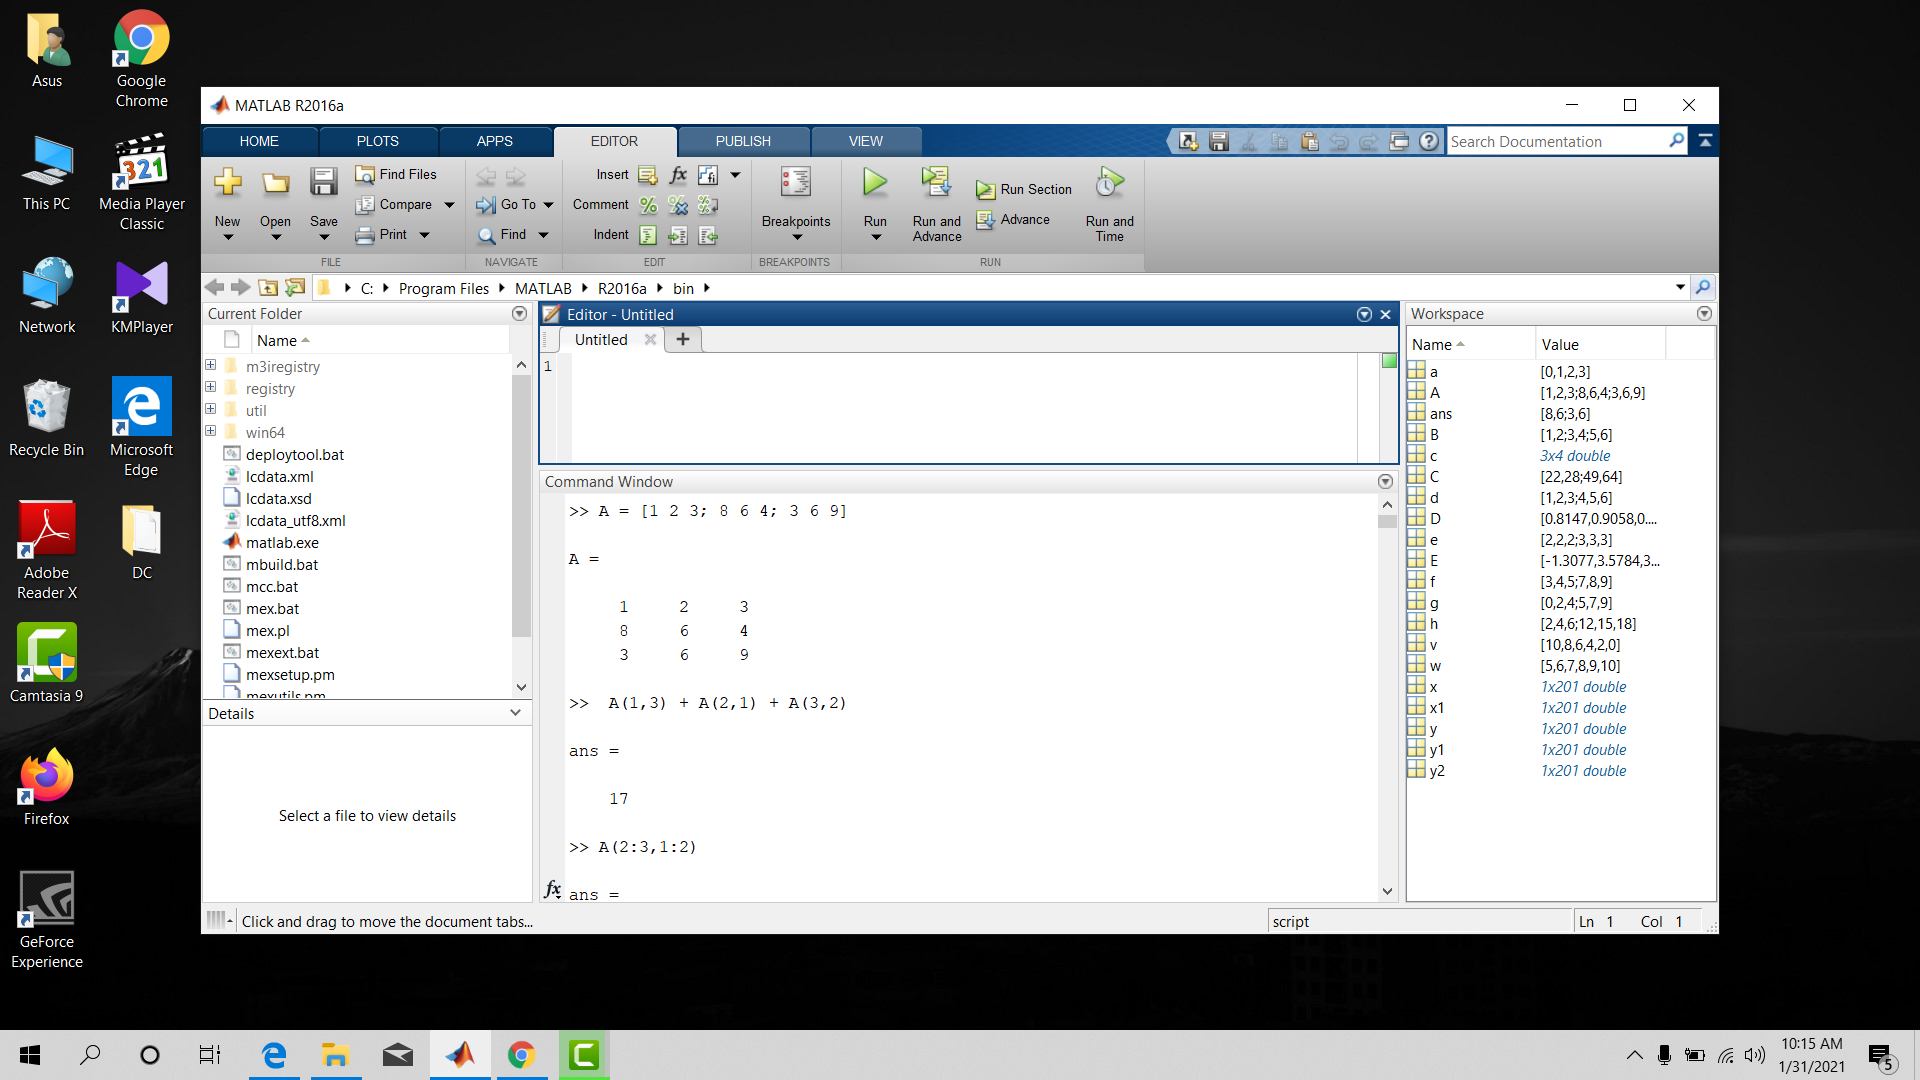 Asus
Google
Chrome
This PC
Media Player
Classic
Network
KMPlayer
Recycle Bin
Microsoft
Edge
Adobe
Reader X
DC
Camtasia 9
Firefox
GeForce
Experience
MATLAB R2016a
HOME
PLOTS
APPS
EDITOR
PUBLISH
VIEW
Search Documentation
New
Open
Save
Find Files
Compare
Print
FILE
Go To
Find
NAVIGATE
Insert
Comment
Indent
EDIT
Breakpoints
BREAKPOINTS
Run
Run and
Advance
Run Section
Advance
Run and
Time
RUN
C:
Program Files
MATLAB
R2016a
bin
Current Folder
Name
m3iregistry
registry
util
win64
deploytool.bat
lcdata.xml
lcdata.xsd
lcdata_utf8.xml
matlab.exe
mbuild.bat
mcc.bat
mex.bat
mex.pl
mexext.bat
mexsetup.pm
mexutils.pm
Details
Select a file to view details
Editor - Untitled
Untitled
1
Command Window
>> A = [1 2 3; 8 6 4; 3 6 9]
A =
1 2 3
8 6 4
3 6 9
>> A(1,3) + A(2,1) + A(3,2)
ans =
17
>> A(2:3,1:2)
fx
ans =
Workspace
Name Value
a [0,1,2,3]
A [1,2,3;8,6,4;3,6,9]
ans [8,6;3,6]
B [1,2;3,4;5,6]
c 3x4 double
C [22,28;49,64]
d [1,2,3;4,5,6]
D [0.8147,0.9058,0....
e [2,2,2;3,3,3]
E [-1.3077,3.5784,3...
f [3,4,5;7,8,9]
g [0,2,4;5,7,9]
h [2,4,6;12,15,18]
v [10,8,6,4,2,0]
w [5,6,7,8,9,10]
x 1x201 double
x1 1x201 double
y 1x201 double
y1 1x201 double
y2 1x201 double
Click and drag to move the document tabs...
script
Ln 1 Col 1
10:15 AM
1/31/2021
5